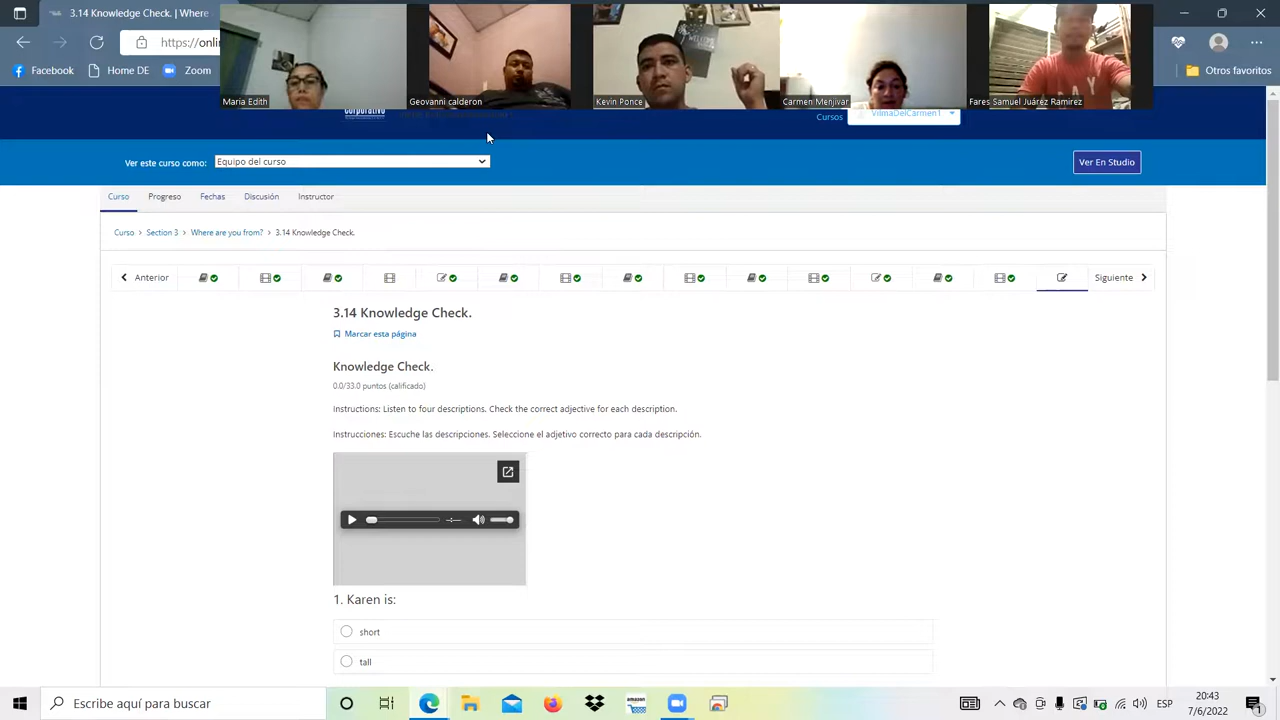 3.14 Knowledge Check. | Where
https://onli
Facebook
Home DE
Zoom
Otros favoritos
Maria Edith
Geovanni calderon
Kevin Ponce
Carmen Menjivar
Fares Samuel Juárez Ramirez
corporativo
Cursos
VilmaDelCarmen1
Ver este curso como:
Equipo del curso
Ver En Studio
Curso
Progreso
Fechas
Discusión
Instructor
Curso > Section 3 > Where are you from? > 3.14 Knowledge Check.
Anterior
Siguiente
3.14 Knowledge Check.
Marcar esta página
Knowledge Check.
0.0/33.0 puntos (calificado)
Instructions: Listen to four descriptions. Check the correct adjective for each description.
Instrucciones: Escuche las descripciones. Seleccione el adjetivo correcto para cada descripción.
--:--
1. Karen is:
short
tall
Escribe aquí para buscar
amazon
ESP
20:43
7/6/2022
1